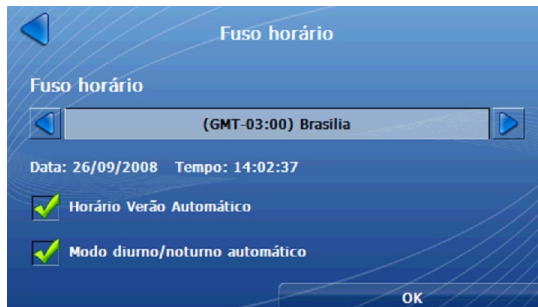 Fuso horário
Fuso horário
(GMT-03:00) Brasilia
Data: 26/09/2008 Tempo: 14:02:37
Horário Verão Automático
Modo diurno/noturno automático
OK